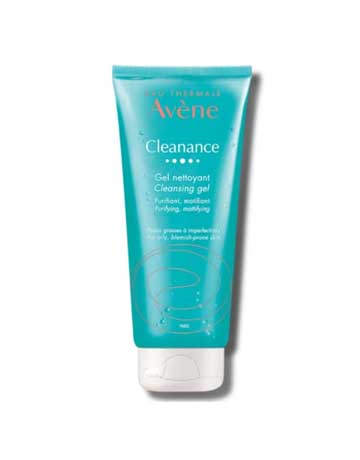 EAU THERMALE
Avène
Cleanance
Gel nettoyant
Cleansing gel
Purifiant, matifiant
Purifying, mattifying
Peaux grasses à imperfections
For oily, blemish-prone skin